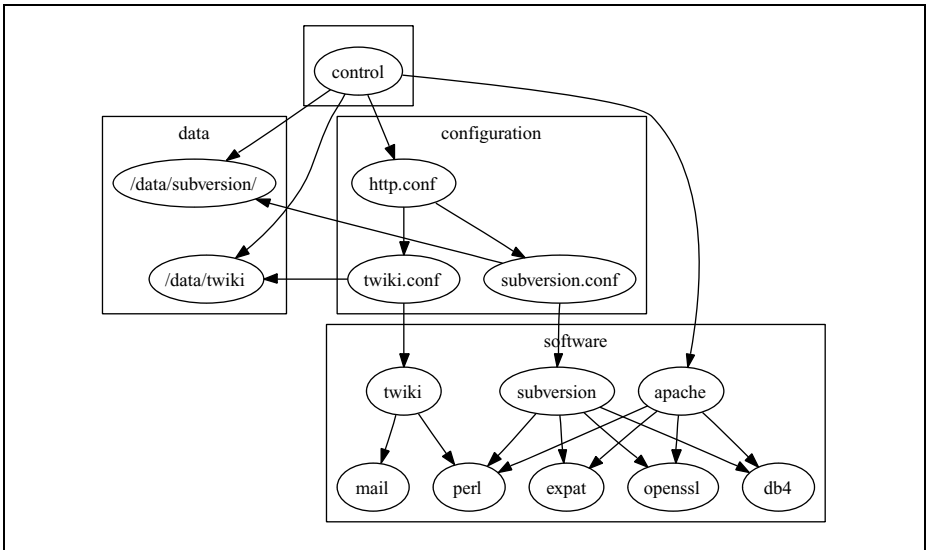 control
data
configuration
/data/subversion/
http.conf
/data/twiki
twiki.conf
subversion.conf
software
twiki
subversion
apache
mail
perl
expat
openssl
db4